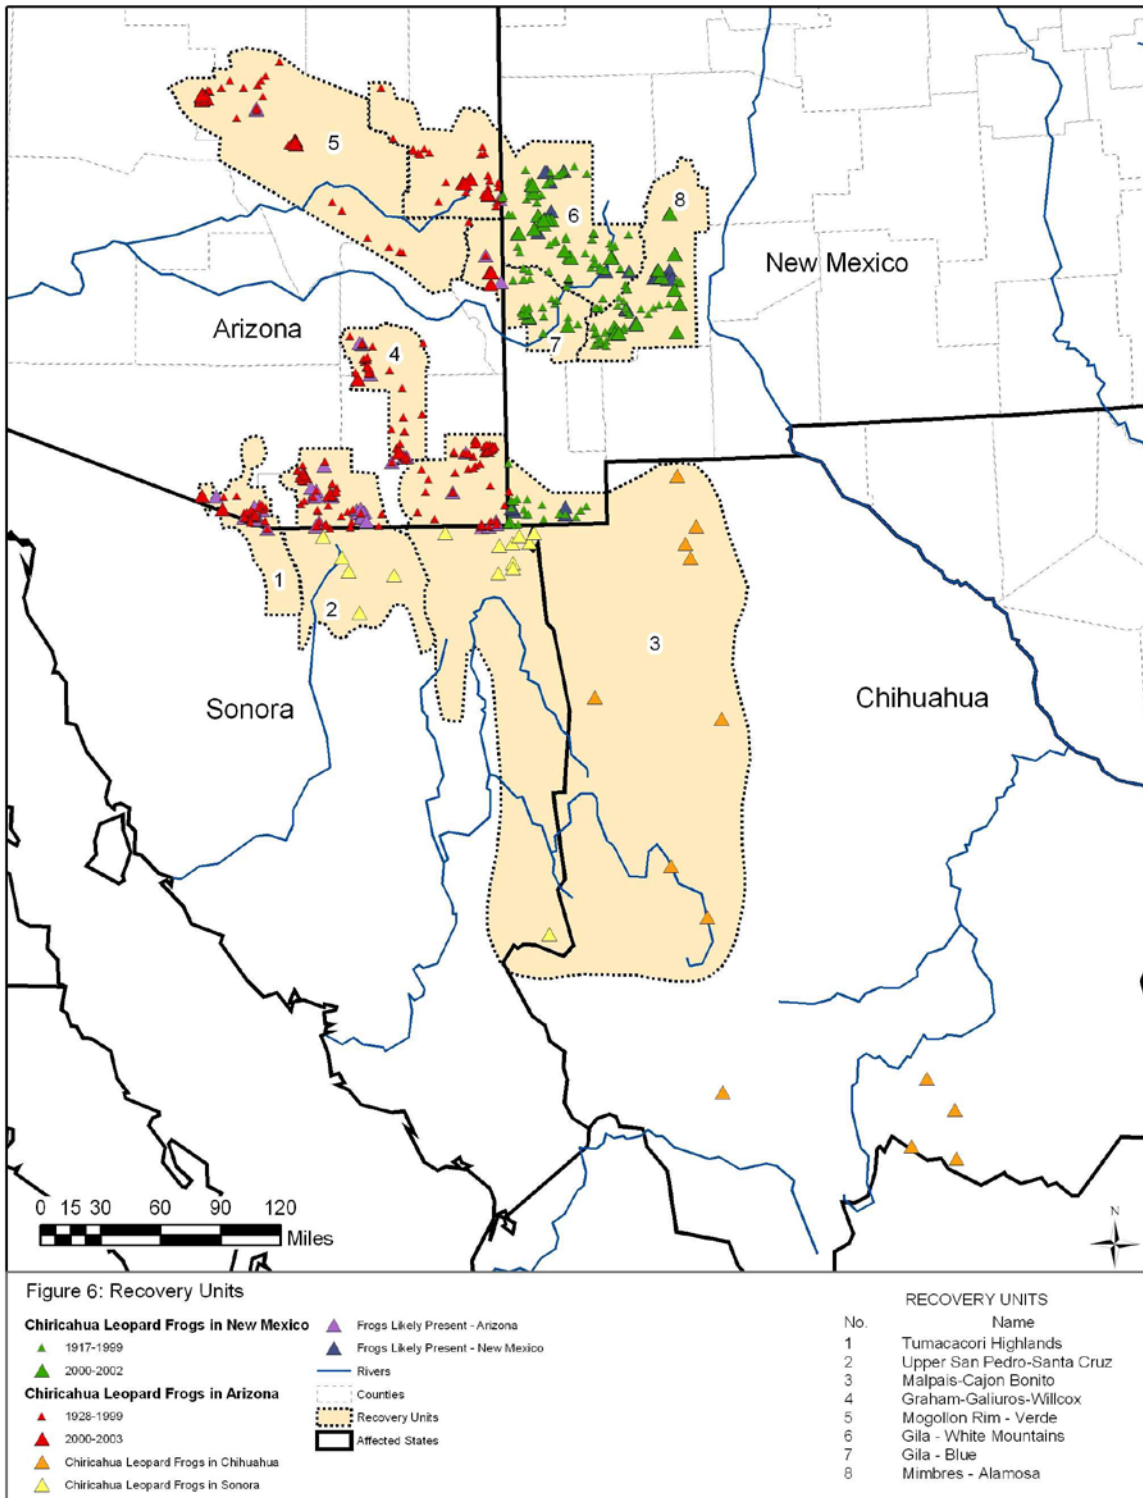 5
8
6
New Mexico
Arizona
7
4
1
2
3
Sonora
Chihuahua
N
0 15 30 60 90 120
Miles
Figure 6: Recovery Units
Chiricahua Leopard Frogs in New Mexico
1917-1999
2000-2002
Chiricahua Leopard Frogs in Arizona
1928-1999
2000-2003
Chiricahua Leopard Frogs in Chihuahua
Chiricahua Leopard Frogs in Sonora
Frogs Likely Present - Arizona
Frogs Likely Present - New Mexico
Rivers
Counties
Recovery Units
Affected States
RECOVERY UNITS
No. Name
1 Tumacacori Highlands
2 Upper San Pedro-Santa Cruz
3 Malpais-Cajon Bonito
4 Graham-Galiuros-Willcox
5 Mogollon Rim - Verde
6 Gila - White Mountains
7 Gila - Blue
8 Mimbres - Alamosa